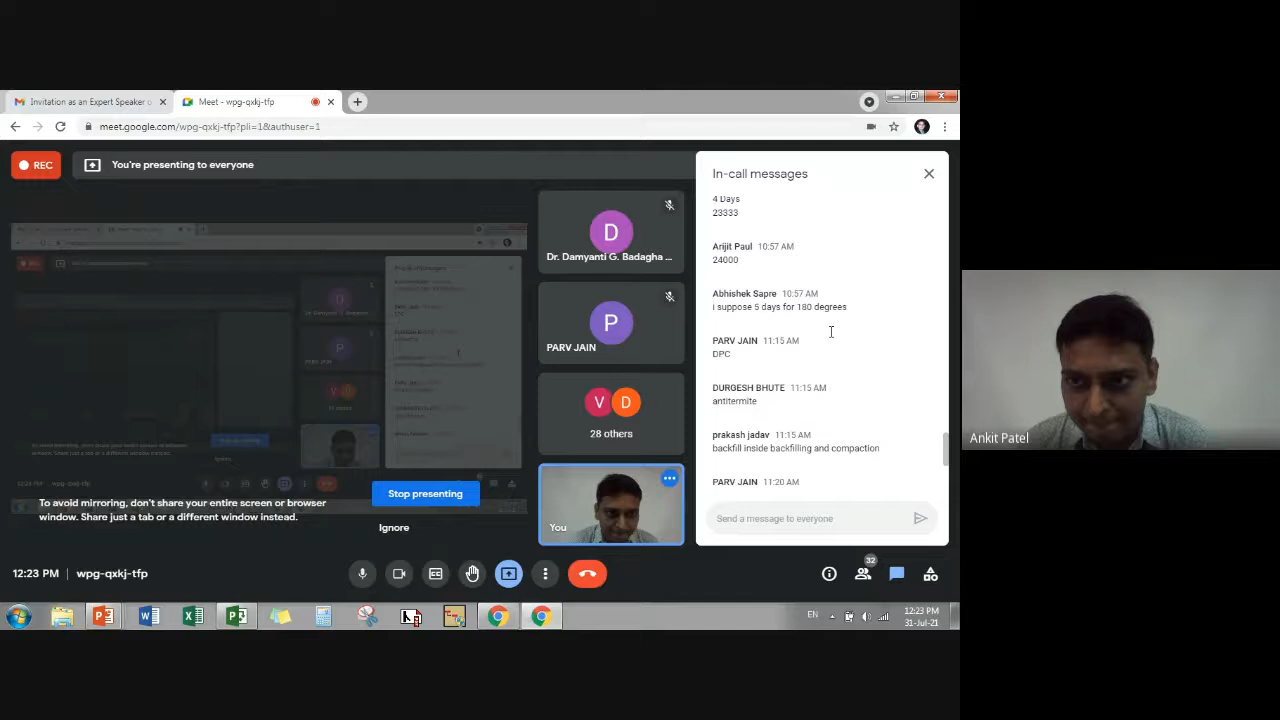 Invitation as an Expert Speaker o
Meet - wpg-qxkj-tfp
meet.google.com/wpg-qxkj-tfp?pli=1&authuser=1
REC
You're presenting to everyone
In-call messages
4 Days
23333
Arijit Paul 10:57 AM
24000
Abhishek Sapre 10:57 AM
i suppose 5 days for 180 degrees
PARV JAIN 11:15 AM
DPC
DURGESH BHUTE 11:15 AM
antitermite
prakash jadav 11:15 AM
backfill inside backfilling and compaction
PARV JAIN 11:20 AM
Send a message to everyone
D
Dr. Damyanti G. Badagha ...
P
PARV JAIN
V D
28 others
You
To avoid mirroring, don't share your entire screen or browser
window. Share just a tab or a different window instead.
Stop presenting
Ignore
12:23 PM | wpg-qxkj-tfp
32
EN
12:23 PM
31-Jul-21
Ankit Patel